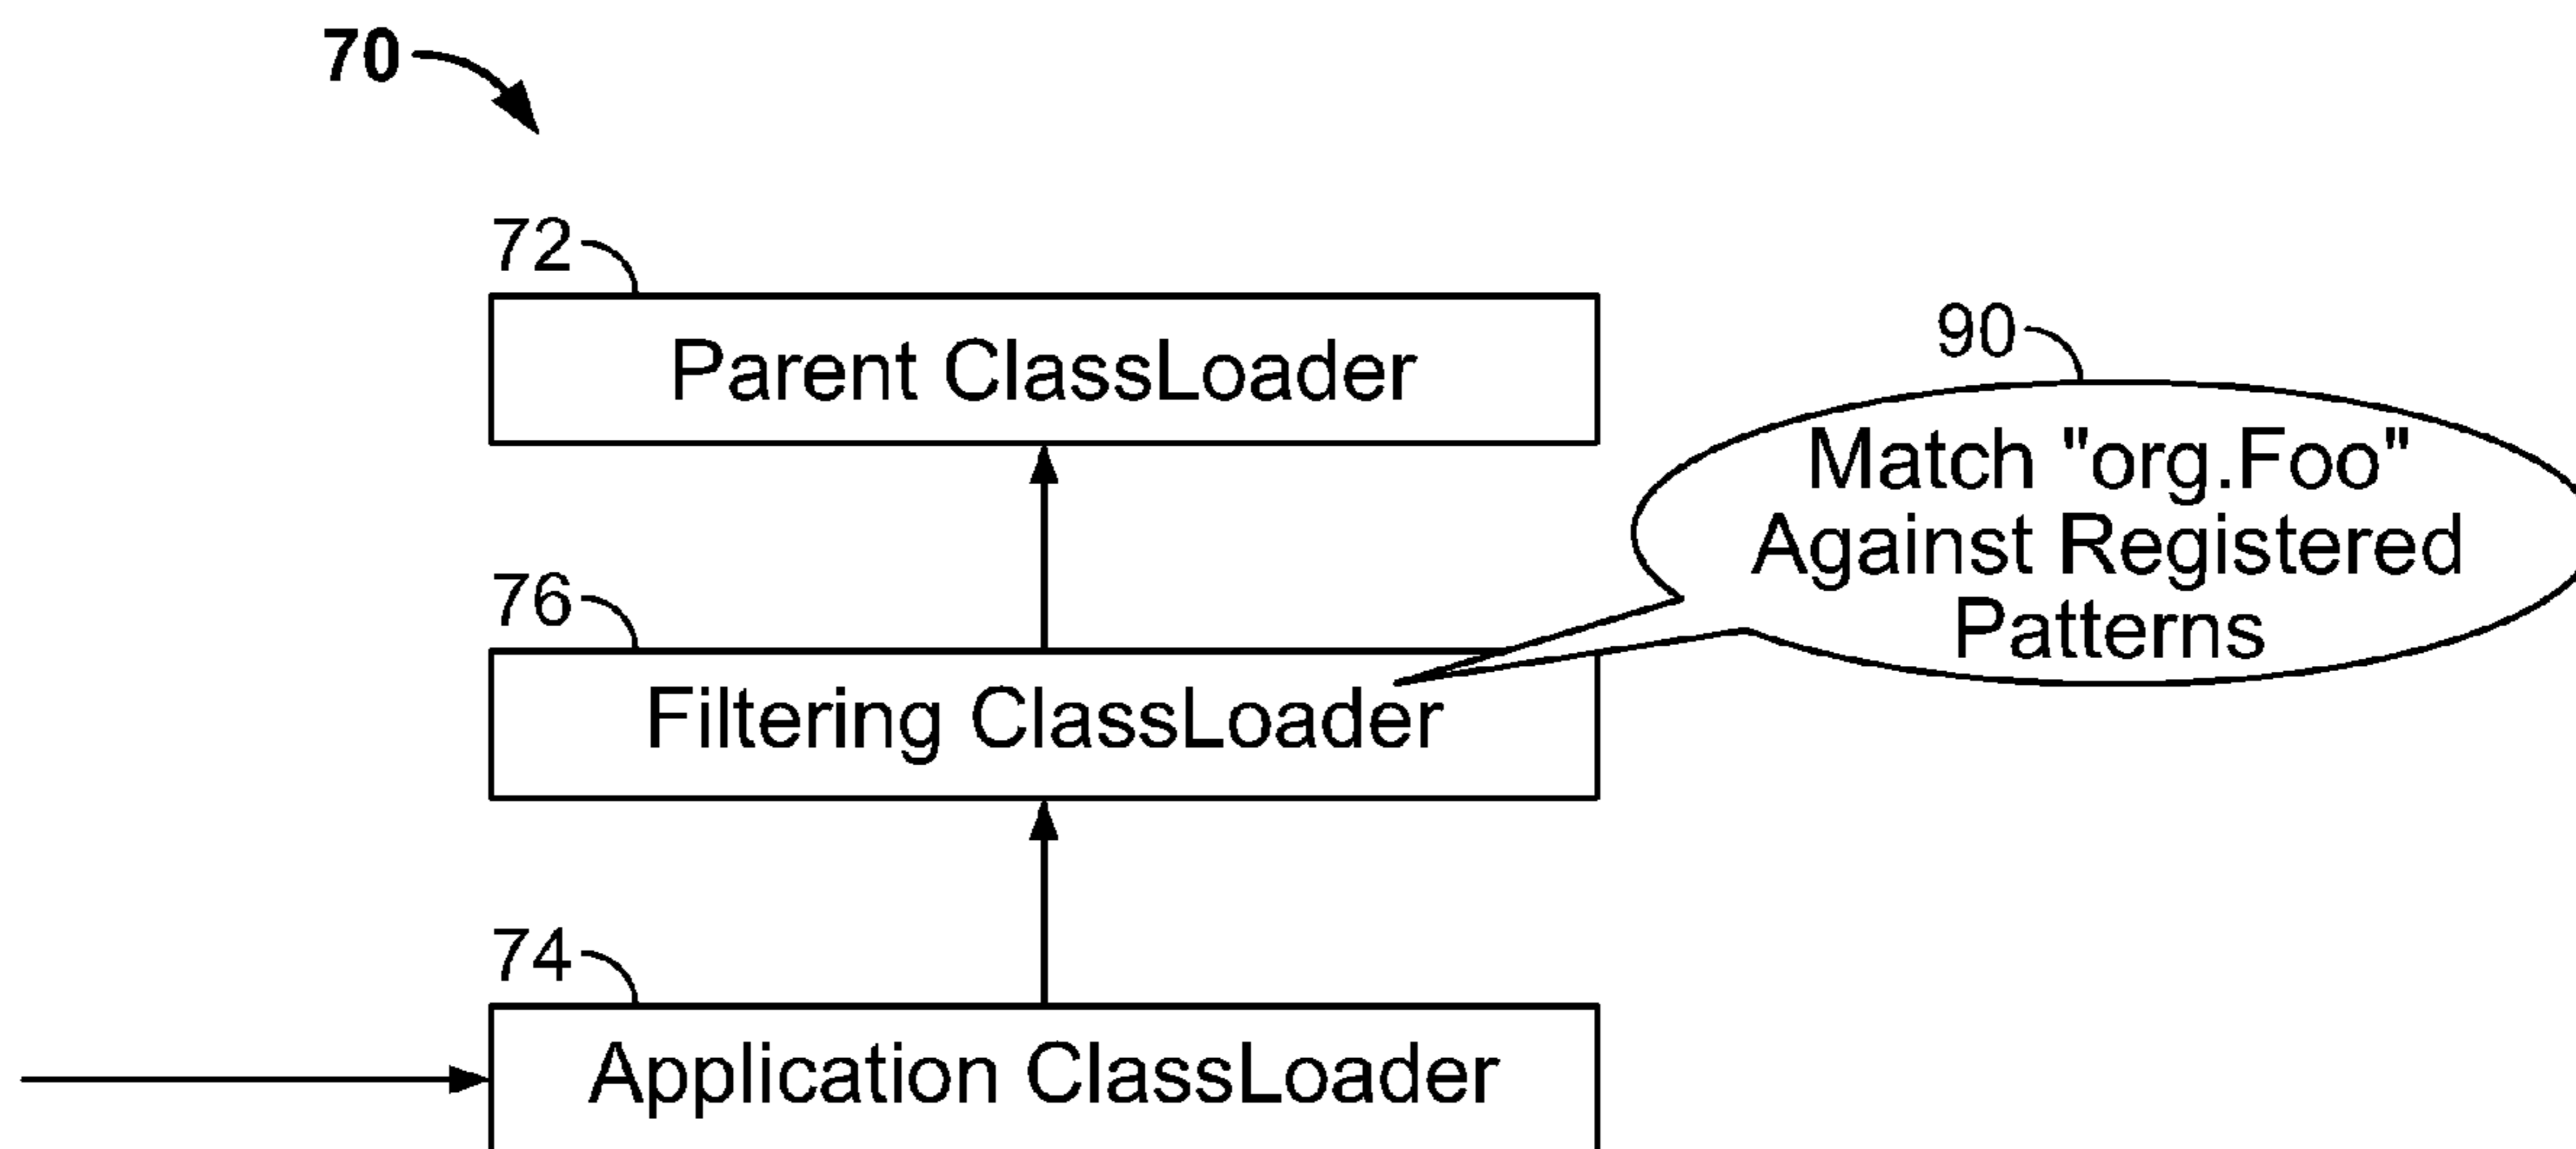 70
72
Parent ClassLoader
90
Match "org.Foo"
Against Registered
Patterns
76
Filtering ClassLoader
74
Application ClassLoader